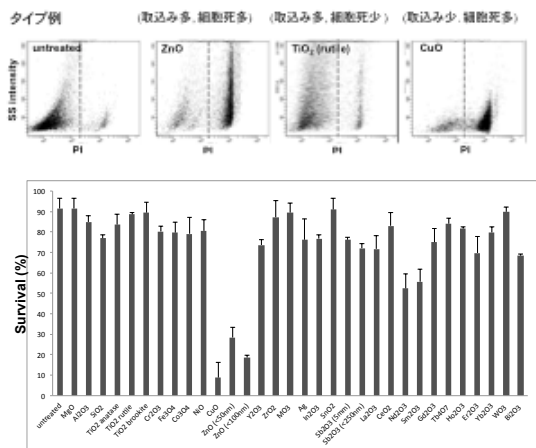 タイプ例 (取込み多, 細胞死多) (取込み多, 細胞死少) (取込み少, 細胞死多)
untreated ZnO TiO₂ (rutile) CuO
SS intensity
PI PI PI PI
Survival (%)
100
90
80
70
60
50
40
30
20
10
0
untreated
MgO
Al2O3
SiO2
TiO2 anatase
TiO2 rutile
TiO2 brookite
Cr2O3
Fe3O4
Co3O4
NiO
CuO
ZnO (<50nm)
ZnO (<100nm)
Y2O3
ZrO2
MO3
Ag
In2O3
SnO2
Sb2O3 (5mm)
Sb2O3 (<250nm)
La2O3
CeO2
Nd2O3
Sm2O3
Gd2O3
Tb4O7
Ho2O3
Er2O3
Yb2O3
WO3
Bi2O3